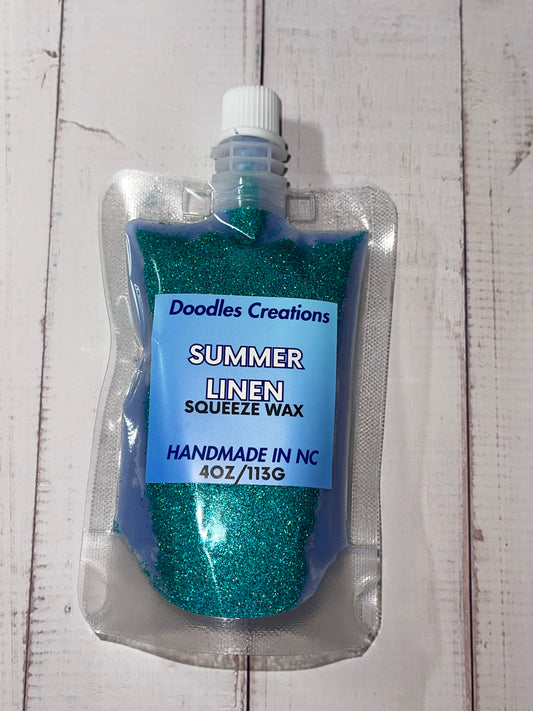 Doodles Creations
SUMMER
LINEN
SQUEEZE WAX
HANDMADE IN NC
4OZ/113G